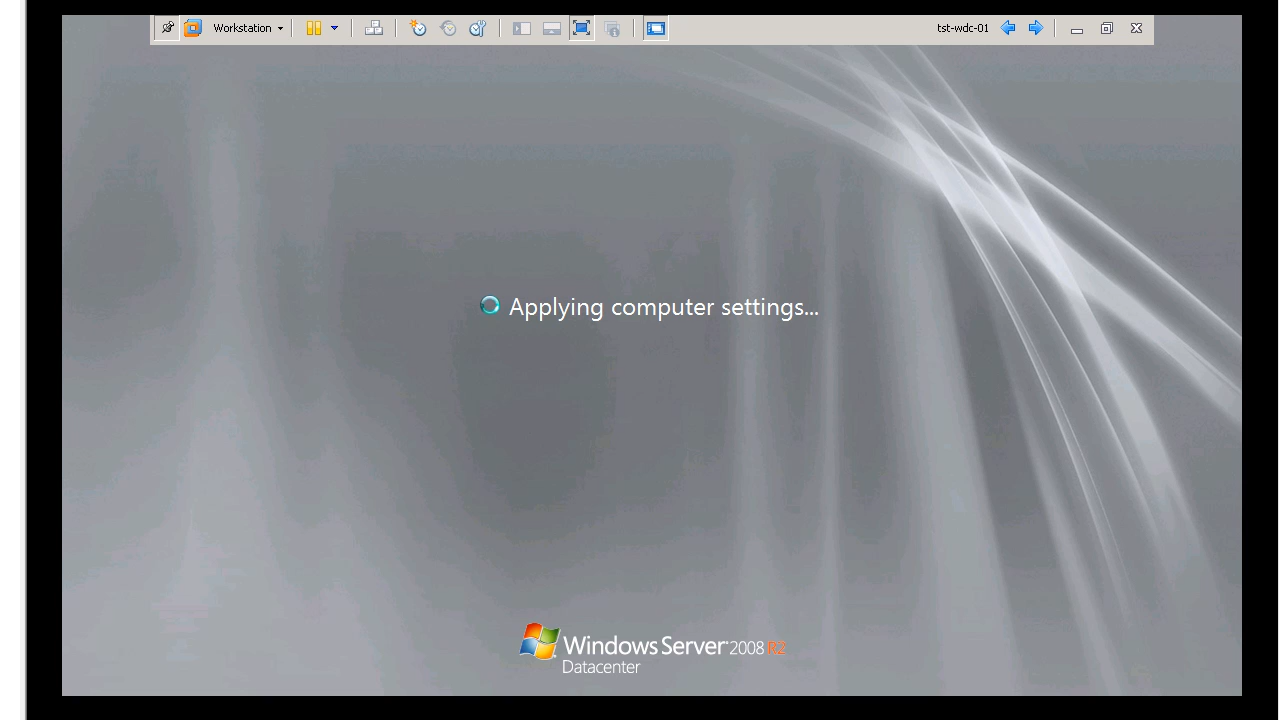 Workstation
tst-wdc-01
Applying computer settings...
Windows Server 2008 R2
Datacenter